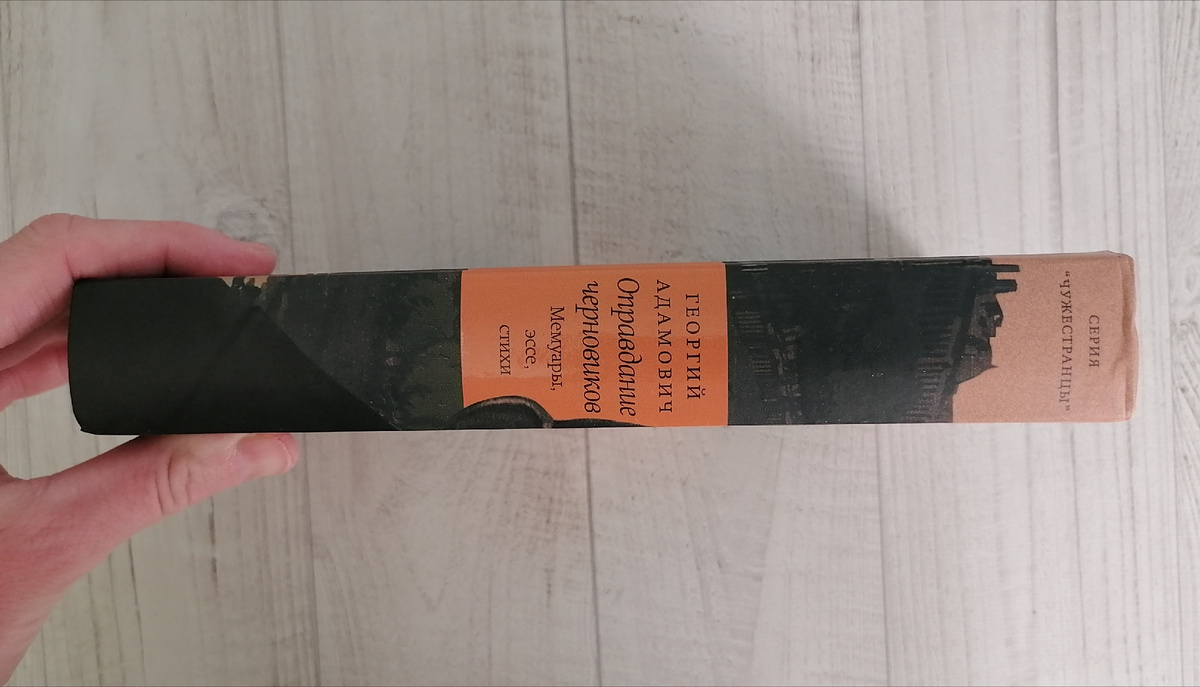 СЕРИЯ
"ЧУЖЕСТРАНЦЫ"
ГЕОРГИЙ
АДАМОВИЧ
Оправдание
черновиков
Мемуары,
эссе,
стихи